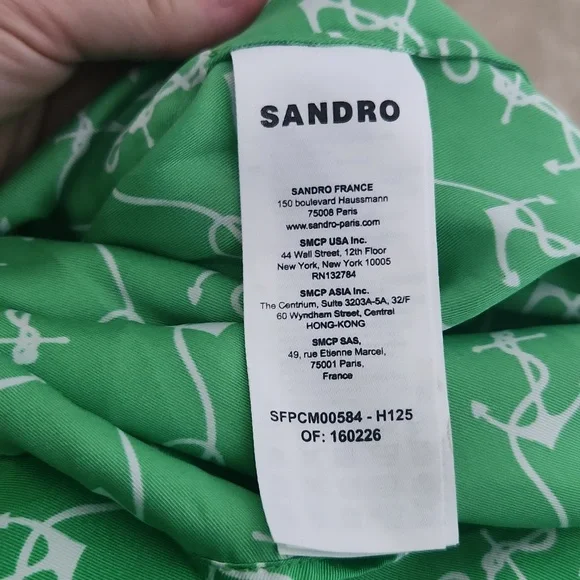 SANDRO
SANDRO FRANCE
150 boulevard Haussmann
75008 Paris
www.sandro-paris.com
SMCP USA Inc.
44 Wall Street, 12th Floor
New York, New York 10005
RN132784
SMCP ASIA Inc.
The Centrium, Suite 3203A-5A, 32/F
60 Wyndham Street, Central
HONG-KONG
SMCP SAS,
49, rue Etienne Marcel,
75001 Paris,
France
SFPCM00584 - H125
OF: 160226